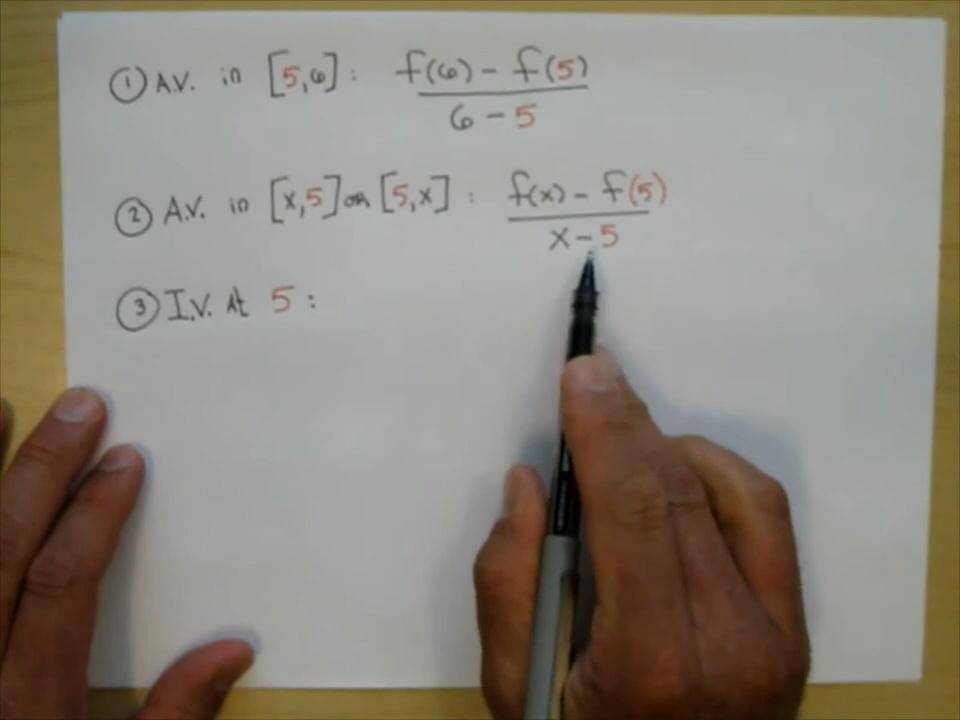 ① A.V. in [5,6]: f(6) - f(5)
6 - 5
② A.V. in [x,5] or [5,x] : f(x) - f(5)
x - 5
③ I.V. At 5 :